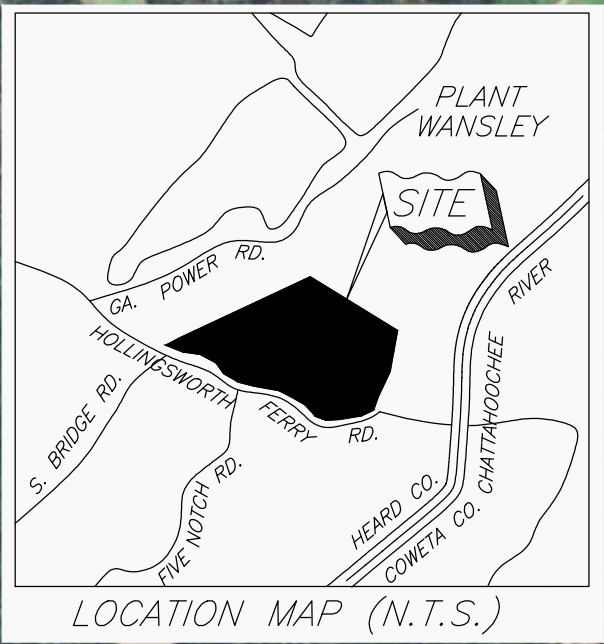 PLANT
WANSLEY
SITE
GA. POWER RD.
RIVER
HOLLINGSWORTH FERRY RD.
CHATTAHOOCHEE
S. BRIDGE RD.
FIVE NOTCH RD.
HEARD CO.
COWETA CO.
LOCATION MAP (N.T.S.)